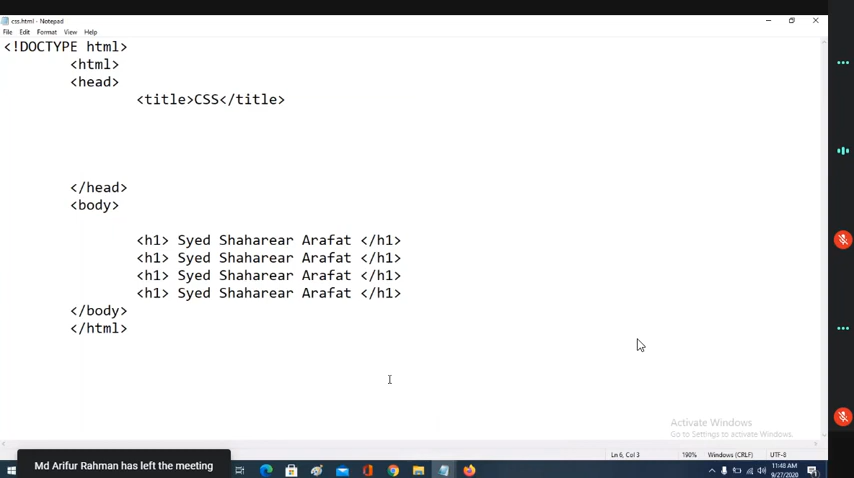 css.html - Notepad
File Edit Format View Help
<!DOCTYPE html>
<html>
<head>
<title>CSS</title>
</head>
<body>
<h1> Syed Shaharear Arafat </h1>
<h1> Syed Shaharear Arafat </h1>
<h1> Syed Shaharear Arafat </h1>
<h1> Syed Shaharear Arafat </h1>
</body>
</html>
Activate Windows
Go to Settings to activate Windows.
Ln 6, Col 3 190% Windows (CRLF) UTF-8
Md Arifur Rahman has left the meeting
11:48 AM
9/27/2020